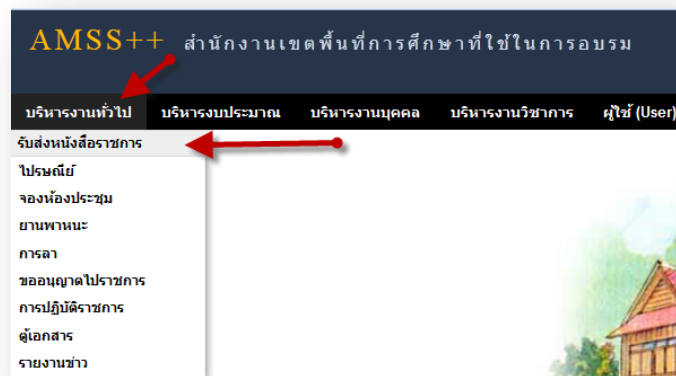 AMSS++ สำนักงานเขตพื้นที่การศึกษาที่ใช้ในการอบรม
บริหารงานทั่วไป บริหารงบประมาณ บริหารงานบุคคล บริหารงานวิชาการ ผู้ใช้ (User)
รับส่งหนังสือราชการ
ไปรษณีย์
จองห้องประชุม
ยานพาหนะ
การลา
ขออนุญาตไปราชการ
การปฏิบัติราชการ
ตู้เอกสาร
รายงานข่าว